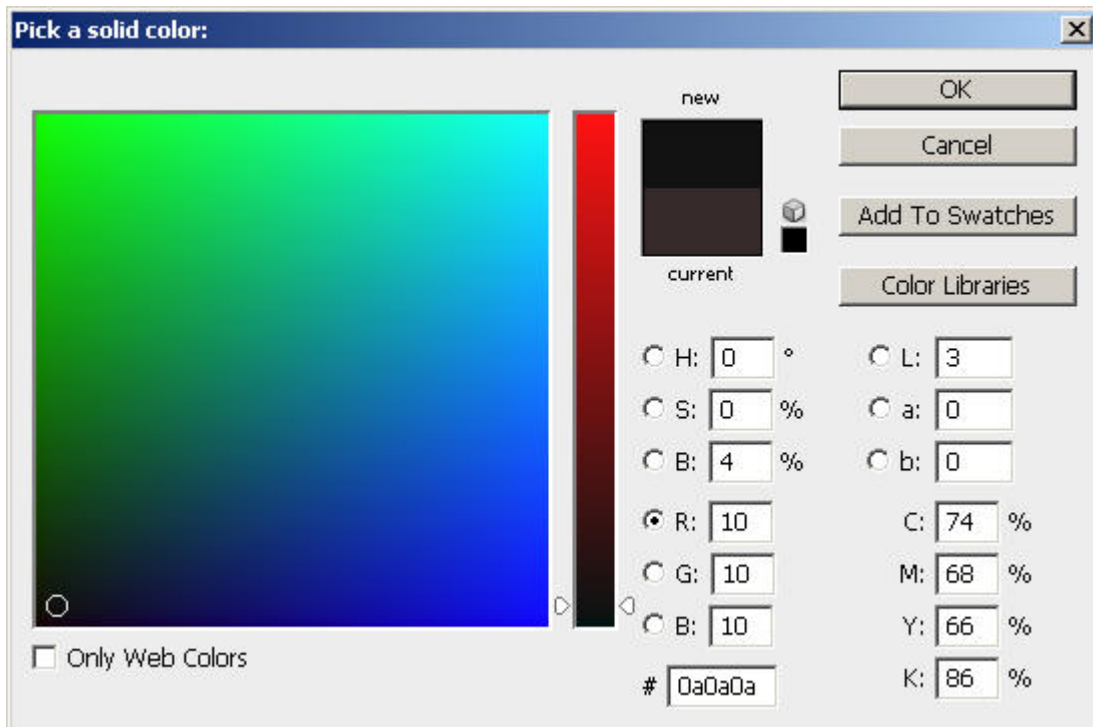 Pick a solid color:
new
current
OK
Cancel
Add To Swatches
Color Libraries
H: 0 °
S: 0 %
B: 4 %
R: 10
G: 10
B: 10
# 0a0a0a
L: 3
a: 0
b: 0
C: 74 %
M: 68 %
Y: 66 %
K: 86 %
Only Web Colors